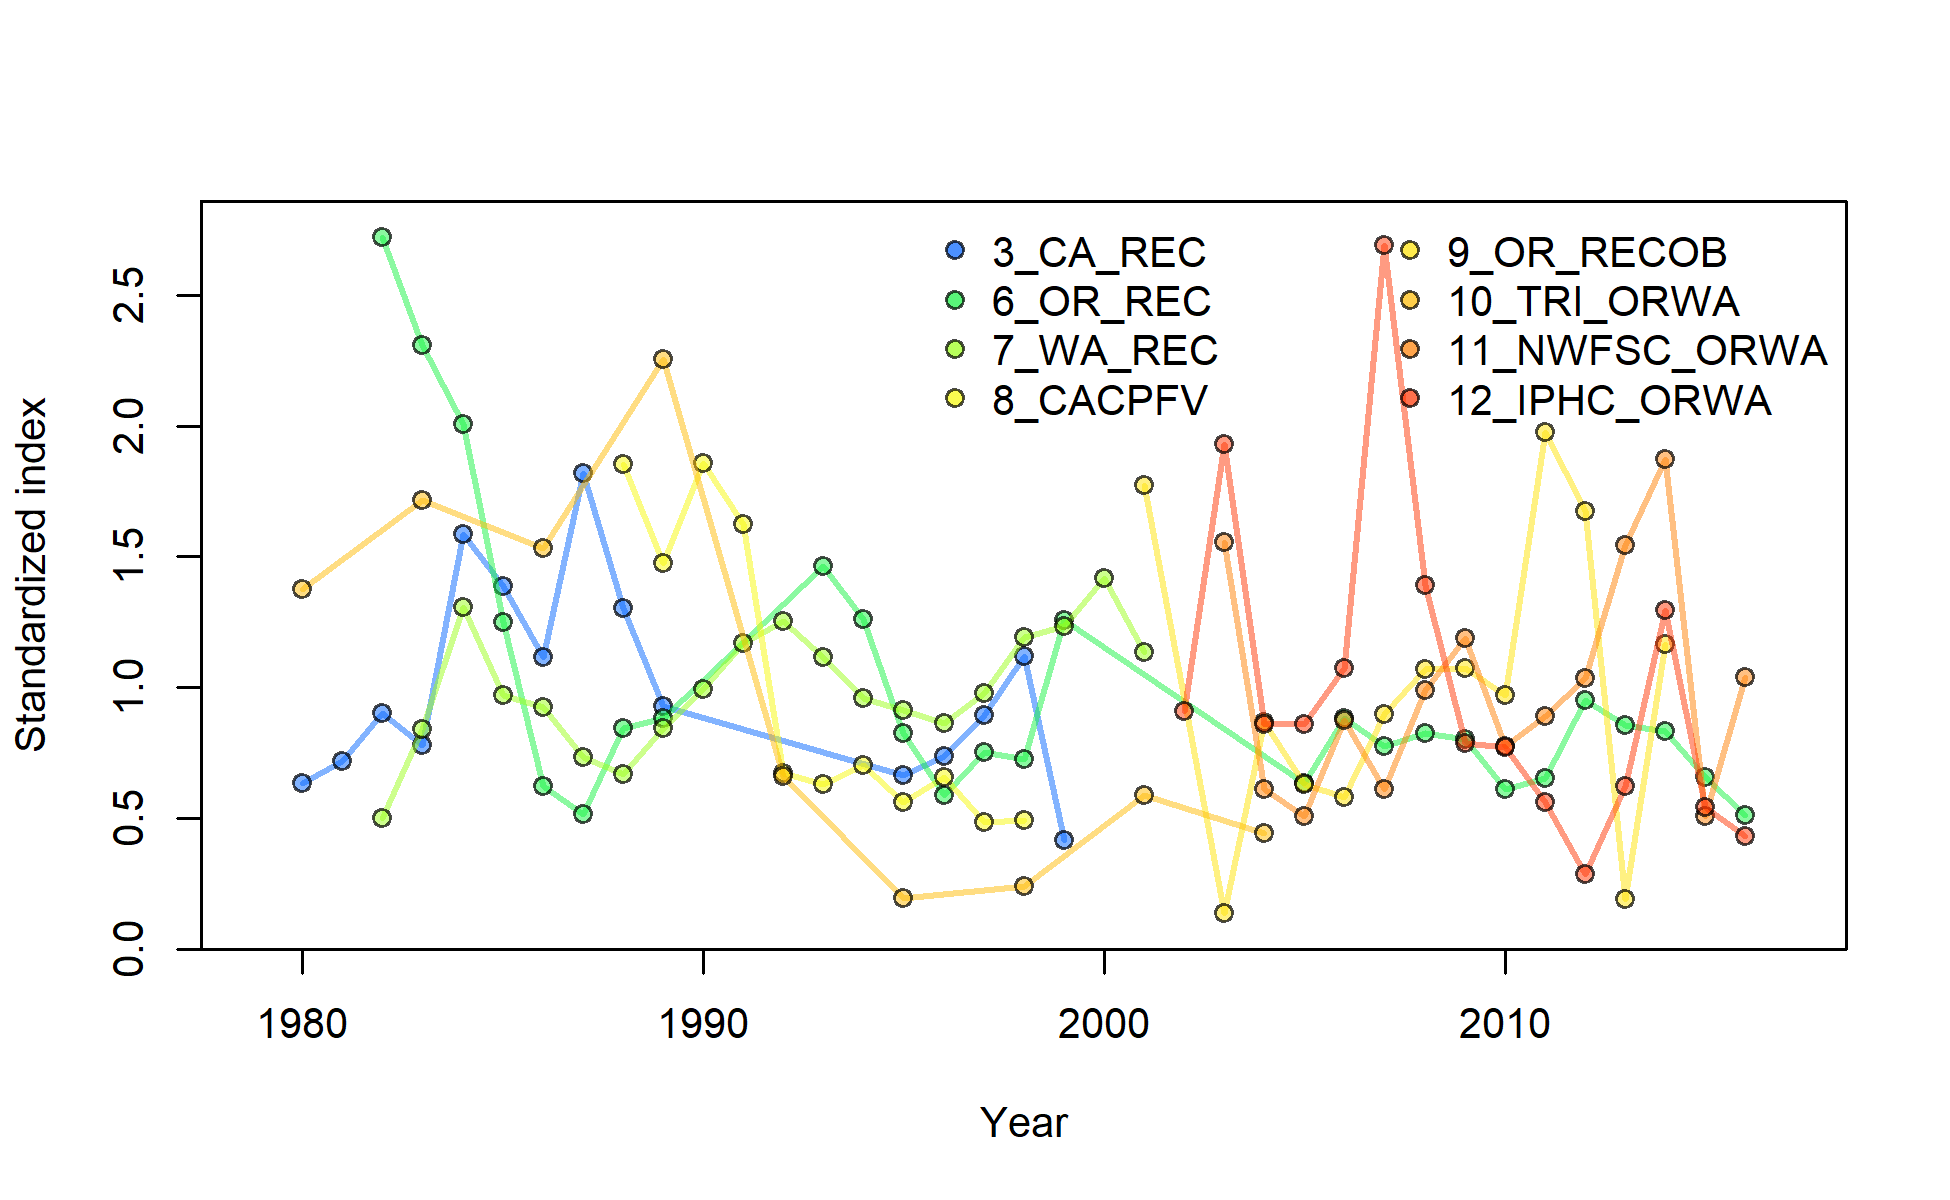 3_CA_REC
6_OR_REC
7_WA_REC
8_CACPFV
9_OR_RECOB
10_TRI_ORWA
11_NWFSC_ORWA
12_IPHC_ORWA
Standardized index
2.5
2.0
1.5
1.0
0.5
0.0
1980 1990 2000 2010
Year